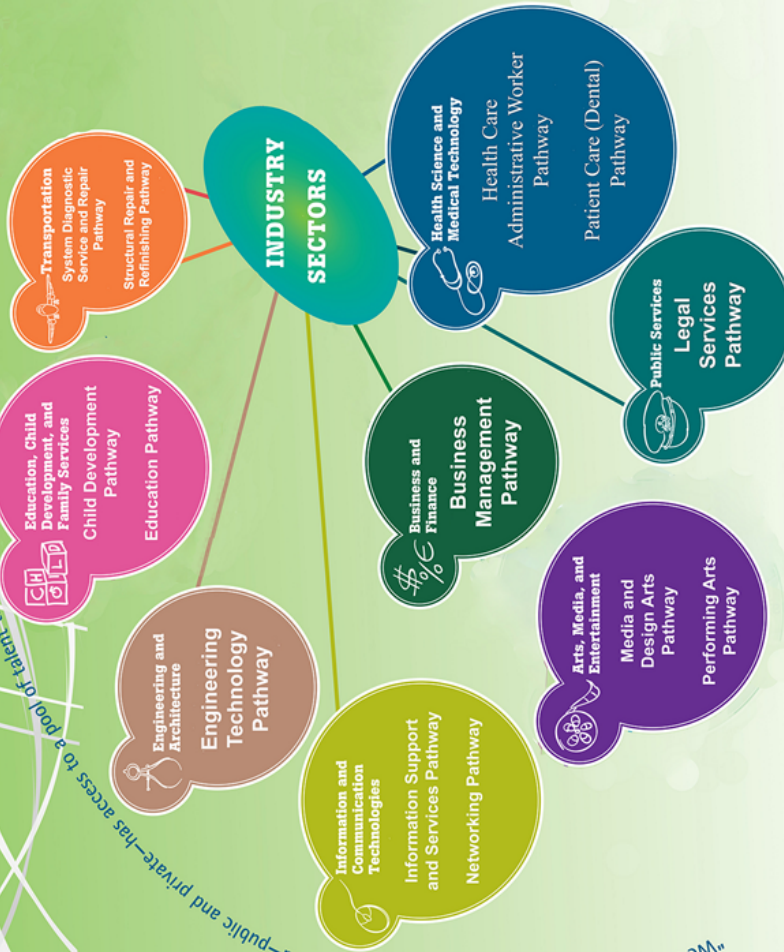 INDUSTRY
SECTORS
Transportation
System Diagnostic
Service and Repair
Pathway
Structural Repair and
Refinishing Pathway
Education, Child
Development, and
Family Services
CHILD
Child Development
Pathway
Education Pathway
Engineering and
Architecture
Engineering
Technology
Pathway
Information and
Communication
Technologies
Information Support
and Services Pathway
Networking Pathway
$%€
Business and
Finance
Business
Management
Pathway
Arts, Media, and
Entertainment
Media and
Design Arts
Pathway
Performing Arts
Pathway
Public Services
Legal
Services
Pathway
Health Science and
Medical Technology
Health Care
Administrative Worker
Pathway
Patient Care (Dental)
Pathway
—public and private—has access to a pool of talent